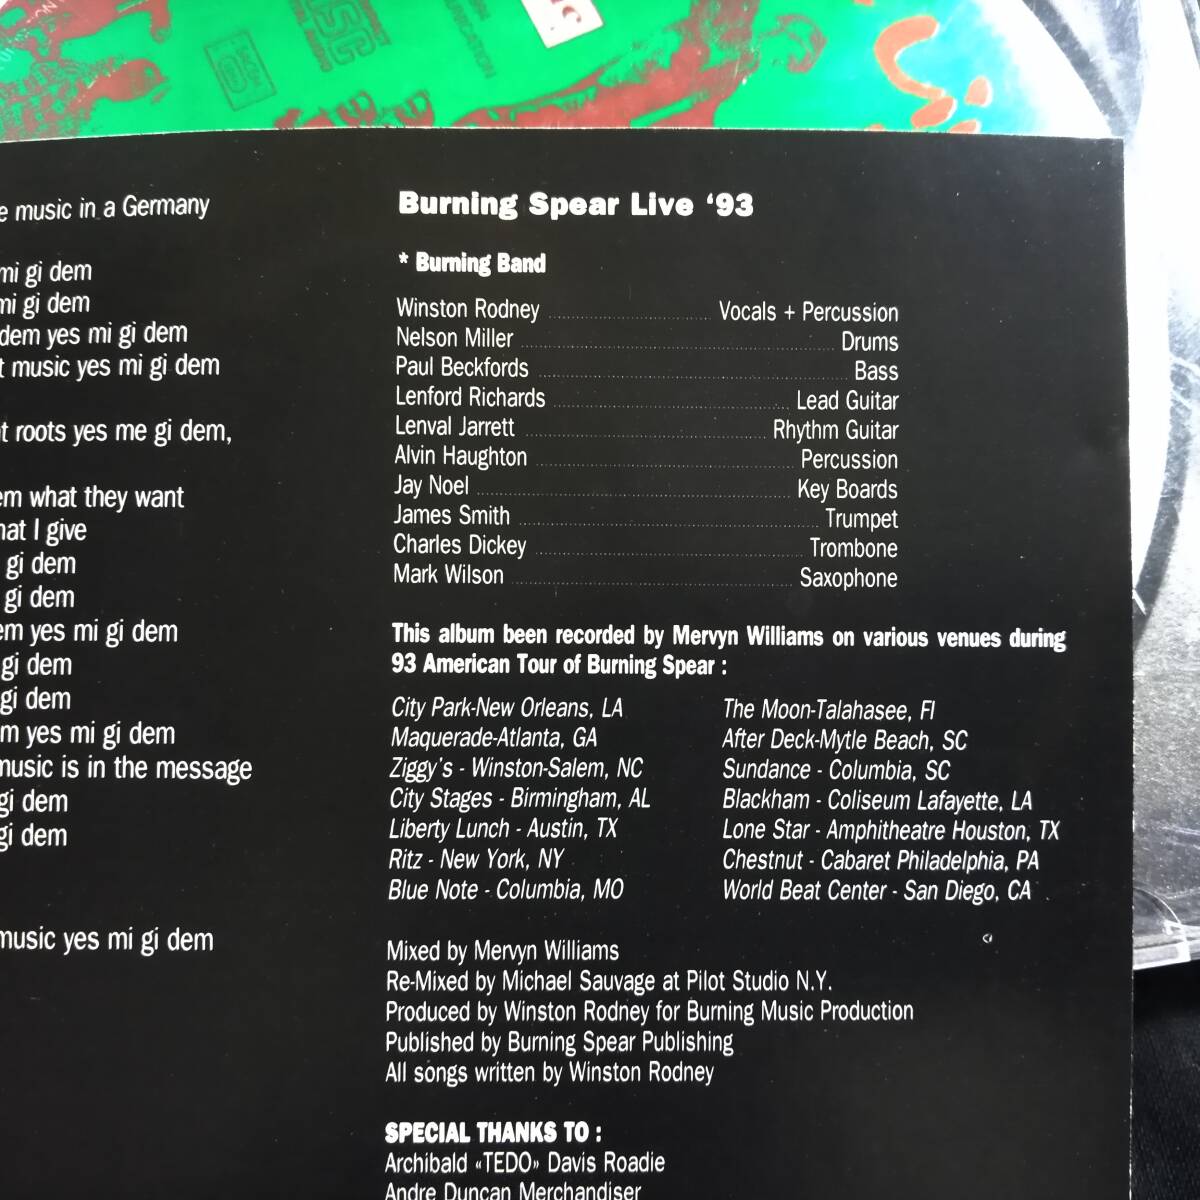 e music in a Germany
mi gi dem
mi gi dem
dem yes mi gi dem
t music yes mi gi dem
t roots yes me gi dem,
em what they want
hat I give
gi dem
gi dem
em yes mi gi dem
gi dem
gi dem
m yes mi gi dem
music is in the message
gi dem
gi dem
music yes mi gi dem
Burning Spear Live ‘93
* Burning Band
Winston Rodney Vocals + Percussion
Nelson Miller Drums
Paul Beckfords Bass
Lenford Richards Lead Guitar
Lenval Jarrett Rhythm Guitar
Alvin Haughton Percussion
Jay Noel Key Boards
James Smith Trumpet
Charles Dickey Trombone
Mark Wilson Saxophone
This album been recorded by Mervyn Williams on various venues during
93 American Tour of Burning Spear :
City Park-New Orleans, LA
Maquerade-Atlanta, GA
Ziggy's - Winston-Salem, NC
City Stages - Birmingham, AL
Liberty Lunch - Austin, TX
Ritz - New York, NY
Blue Note - Columbia, MO
The Moon-Talahasee, Fl
After Deck-Mytle Beach, SC
Sundance - Columbia, SC
Blackham - Coliseum Lafayette, LA
Lone Star - Amphitheatre Houston, TX
Chestnut - Cabaret Philadelphia, PA
World Beat Center - San Diego, CA .
Mixed by Mervyn Williams
Re-Mixed by Michael Sauvage at Pilot Studio N.Y.
Produced by Winston Rodney for Burning Music Production
Published by Burning Spear Publishing
All songs written by Winston Rodney
SPECIAL THANKS TO :
Archibald «TEDO» Davis Roadie
Andre Duncan Merchandiser